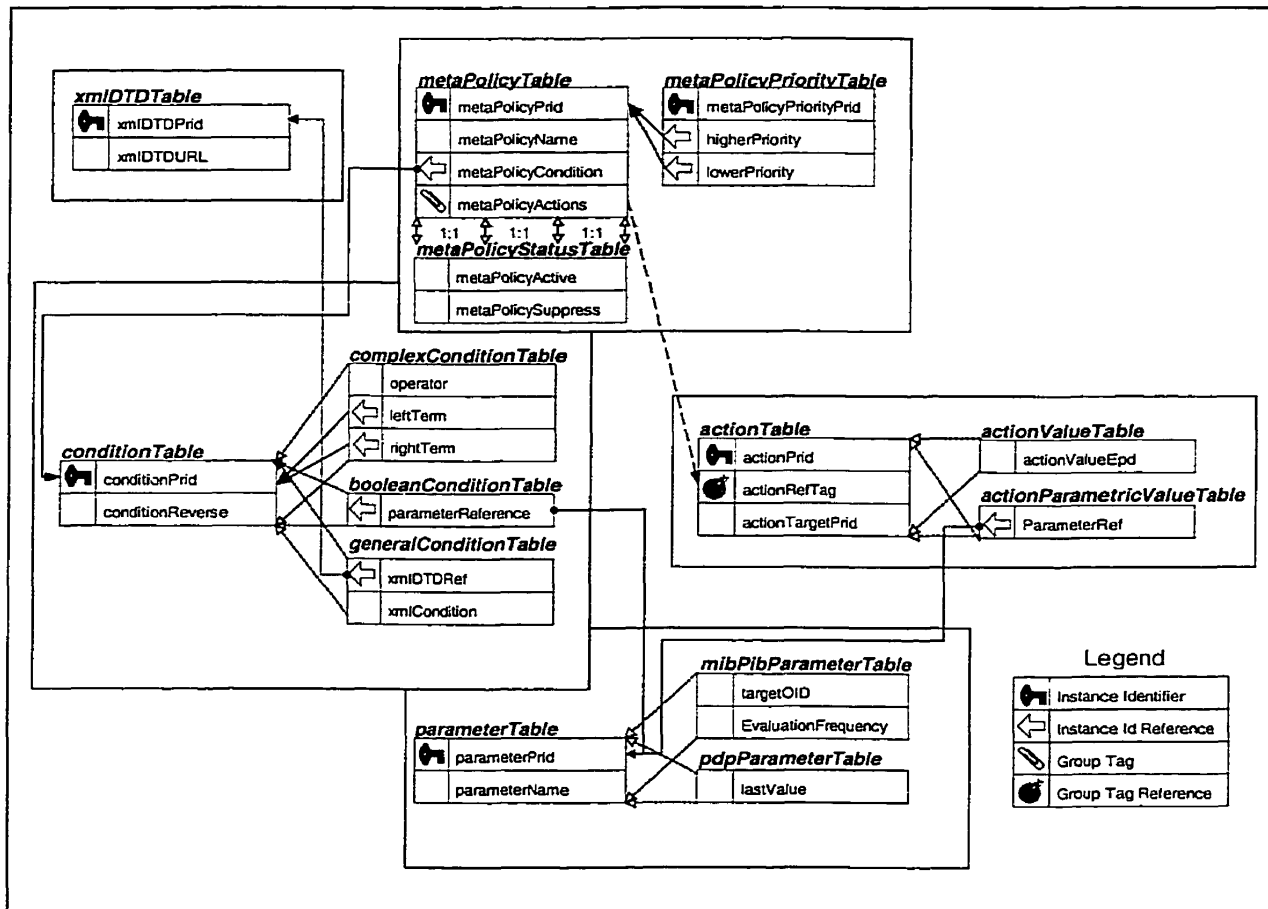 xmlDTDTable
xmlDTDPrid
xmlDTDURL
metaPolicyTable
metaPolicyPrid
metaPolicyName
metaPolicyCondition
metaPolicyActions
1:1 1:1 1:1
metaPolicyStatusTable
metaPolicyActive
metaPolicySuppress
metaPolicyPriorityTable
metaPolicyPriorityPrid
higherPriority
lowerPriority
complexConditionTable
operator
leftTerm
rightTerm
conditionTable
conditionPrid
conditionReverse
booleanConditionTable
parameterReference
generalConditionTable
xmlDTDRef
xmlCondition
actionTable
actionPrid
actionRefTag
actionTargetPrid
actionValueTable
actionValueEpd
actionParametricValueTable
ParameterRef
mibPibParameterTable
targetOID
EvaluationFrequency
parameterTable
parameterPrid
parameterName
pdpParameterTable
lastValue
Legend
Instance Identifier
Instance Id Reference
Group Tag
Group Tag Reference